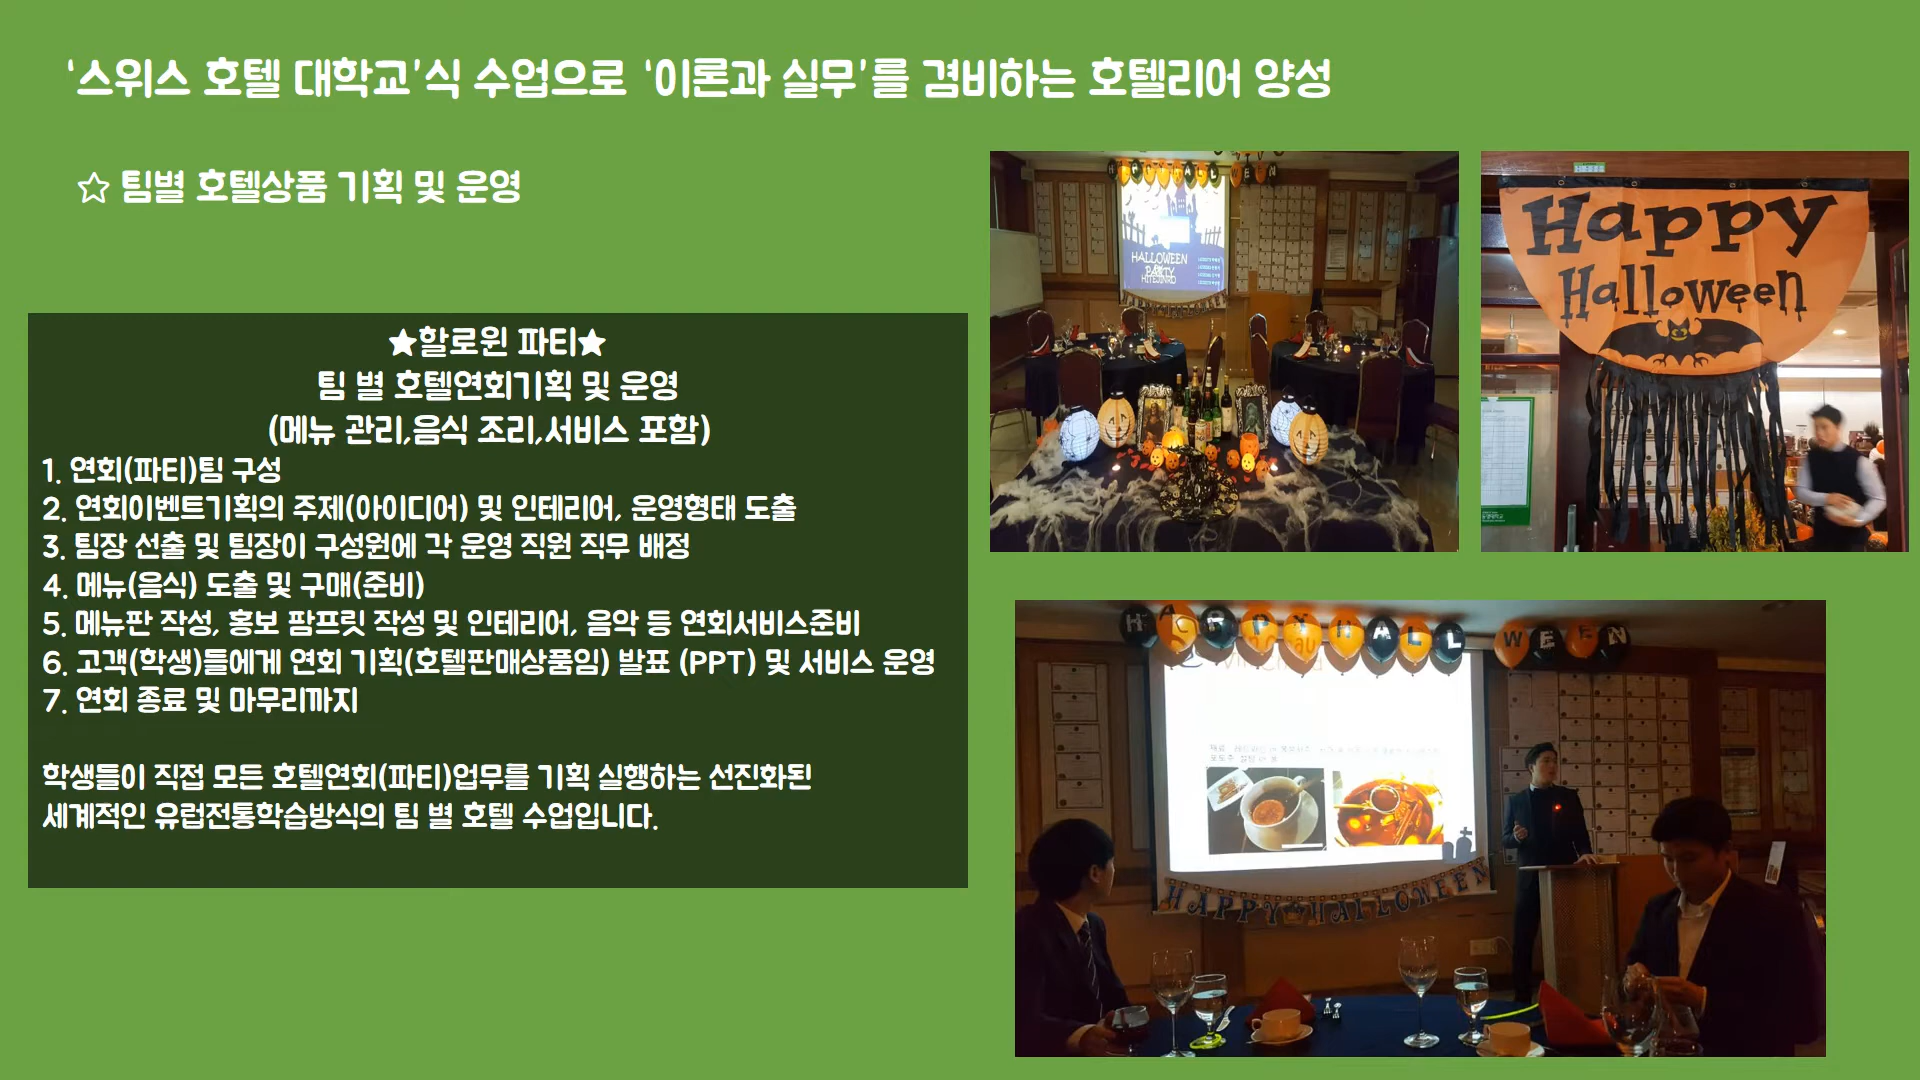 ‘스위스 호텔 대학교’식 수업으로 ‘이론과 실무’를 겸비하는 호텔리어 양성
☆ 팀별 호텔상품 기획 및 운영
★할로윈 파티★
팀 별 호텔연회기획 및 운영
(메뉴 관리,음식 조리,서비스 포함)
1. 연회(파티)팀 구성
2. 연회이벤트기획의 주제(아이디어) 및 인테리어, 운영형태 도출
3. 팀장 선출 및 팀장이 구성원에 각 운영 직원 직무 배정
4. 메뉴(음식) 도출 및 구매(준비)
5. 메뉴판 작성, 홍보 팜프릿 작성 및 인테리어, 음악 등 연회서비스준비
6. 고객(학생)들에게 연회 기획(호텔판매상품임) 발표 (PPT) 및 서비스 운영
7. 연회 종료 및 마무리까지
학생들이 직접 모든 호텔연회(파티)업무를 기획 실행하는 선진화된
세계적인 유럽전통학습방식의 팀 별 호텔 수업입니다.
HALLOWEEN
PARTY
Happy
Halloween
HAPPY HALL WEEN
HAPPY HALLOWEEN